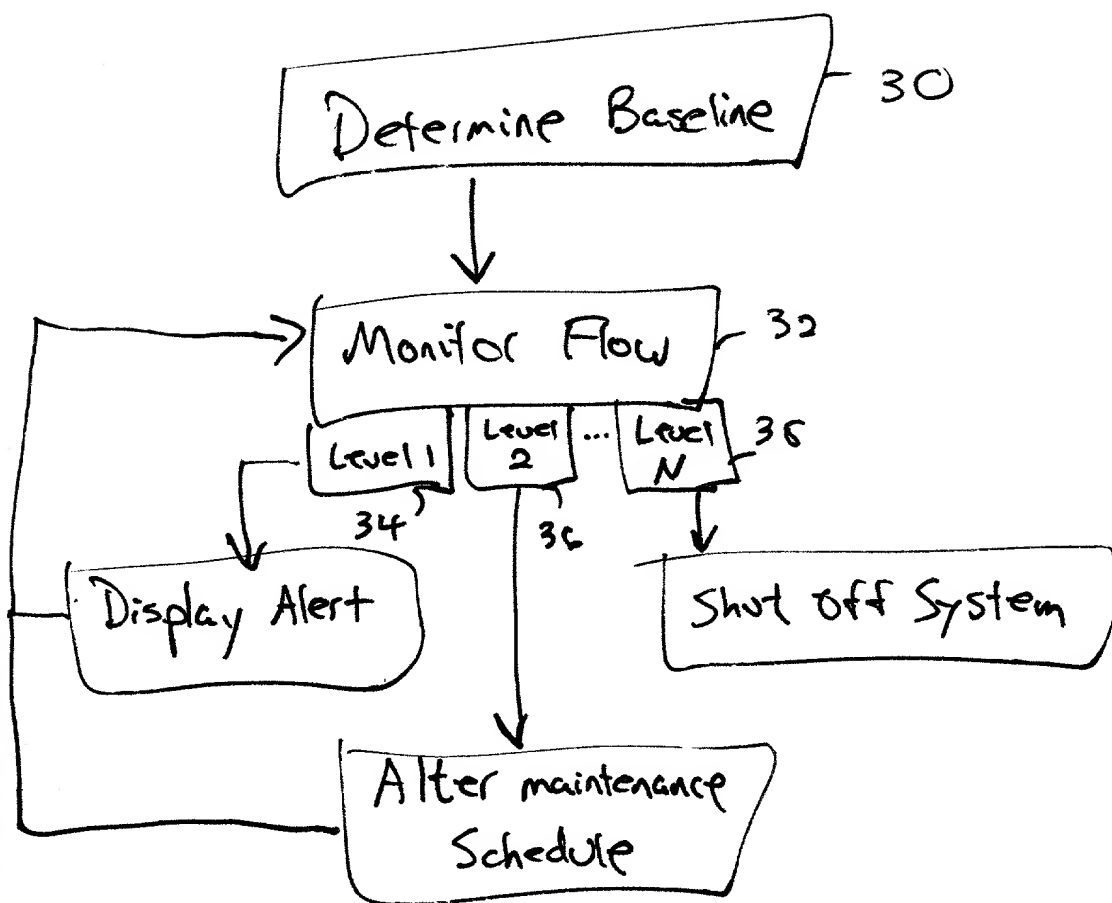 Determine Baseline
30
Monitor Flow
32
Level 1
Level
2
...
Level
N
34
36
Display Alert
Shut Off System
Alter maintenance
Schedule